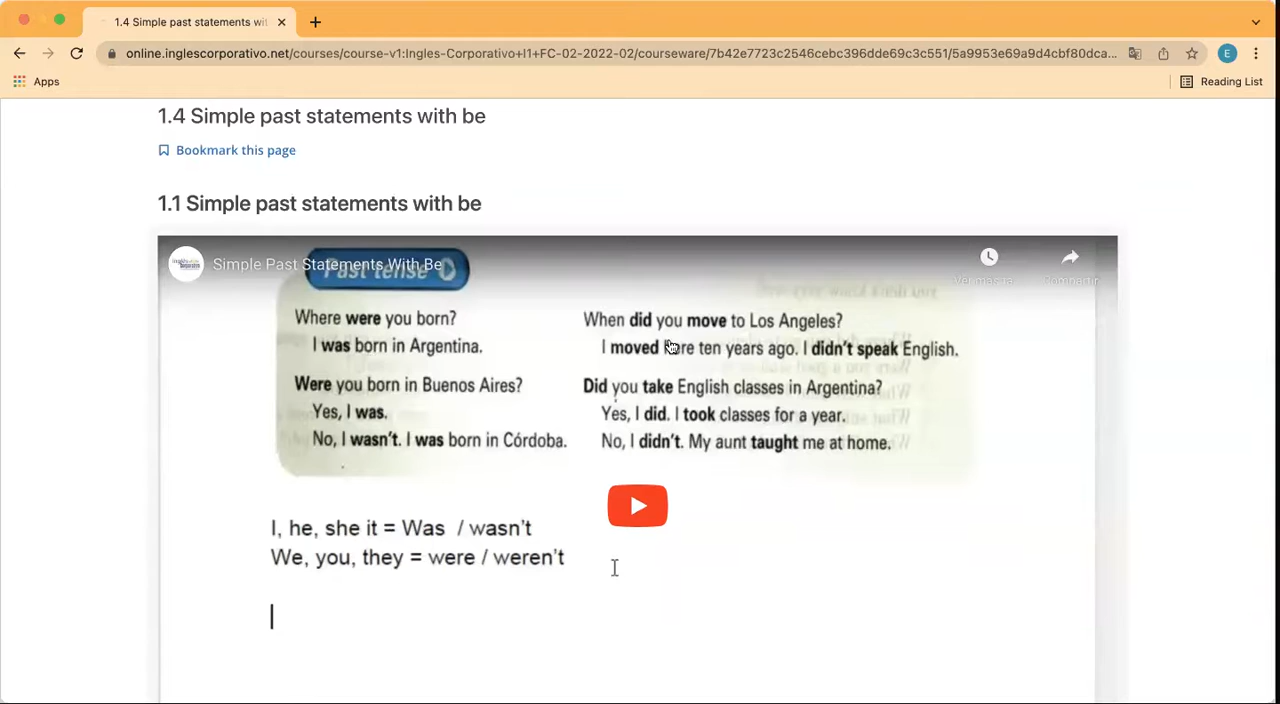 1.4 Simple past statements wit
online.inglescorporativo.net/courses/course-v1:Ingles-Corporativo+I1+FC-02-2022-02/courseware/7b42e7723c2546cebc396dde69c3c551/5a9953e69a9d4cbf80dca...
E
Apps
Reading List
1.4 Simple past statements with be
Bookmark this page
1.1 Simple past statements with be
Simple Past Statements With Be
Past tense
Ver más ta...
Compartir
Where were you born?
I was born in Argentina.
Were you born in Buenos Aires?
Yes, I was.
No, I wasn't. I was born in Córdoba.
When did you move to Los Angeles?
I moved here ten years ago. I didn't speak English.
Did you take English classes in Argentina?
Yes, I did. I took classes for a year.
No, I didn't. My aunt taught me at home.
I, he, she it = Was / wasn't
We, you, they = were / weren't